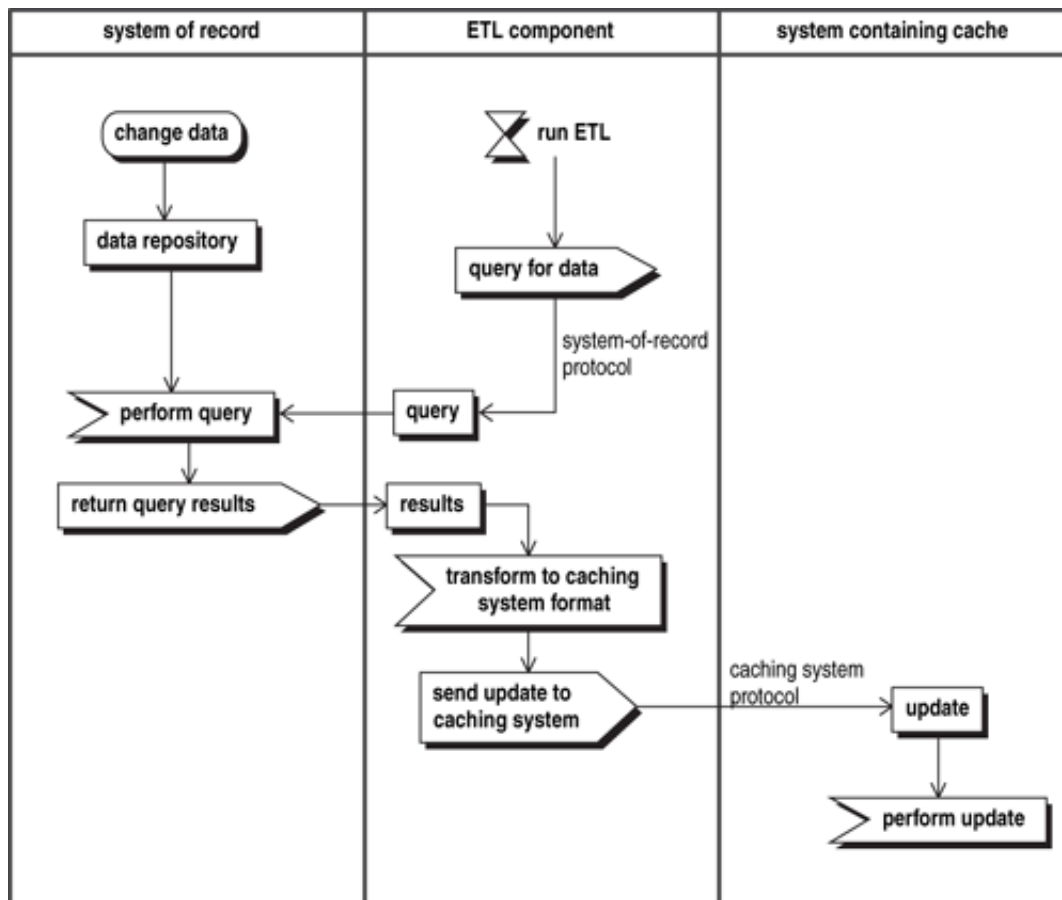 system of record
ETL component
system containing cache
change data
run ETL
data repository
query for data
system-of-record
protocol
perform query
query
return query results
results
transform to caching
system format
send update to
caching system
caching system
protocol
update
perform update